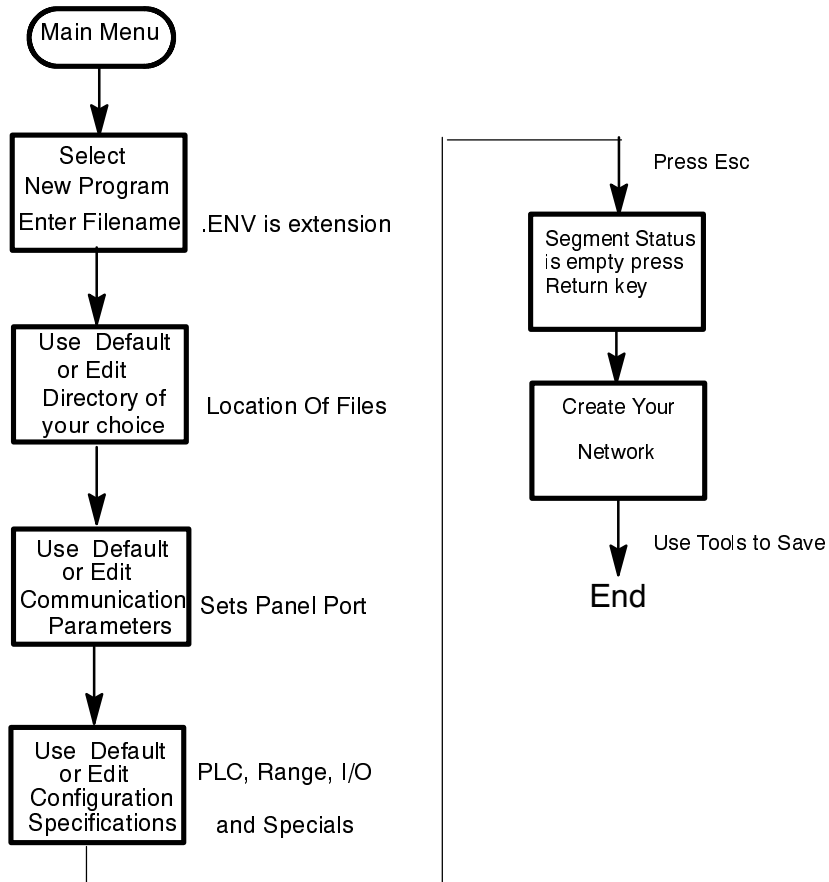 Main Menu
Select
New Program
Enter Filename
.ENV is extension
Use Default
or Edit
Directory of
your choice
Location Of Files
Use Default
or Edit
Communication
Parameters
Sets Panel Port
Use Default
or Edit
Configuration
Specifications
PLC, Range, I/O
and Specials
Press Esc
Segment Status
is empty press
Return key
Create Your
Network
Use Tools to Save
End